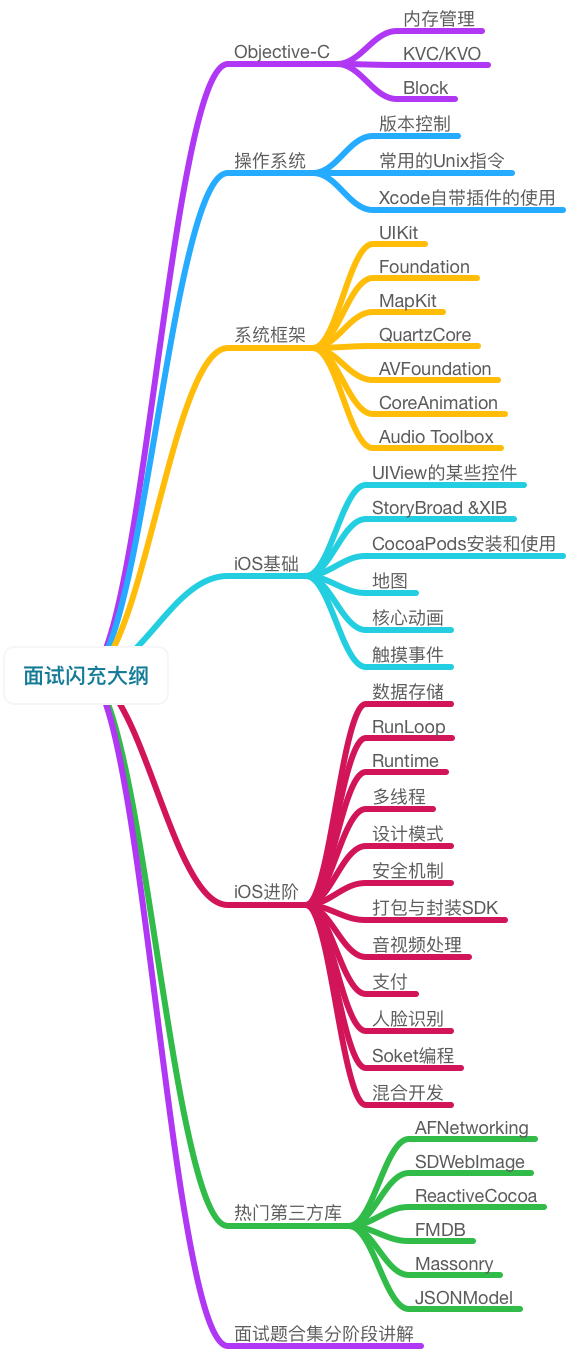 面试闪充大纲
Objective-C
内存管理
KVC/KVO
Block
操作系统
版本控制
常用的Unix指令
Xcode自带插件的使用
系统框架
UIKit
Foundation
MapKit
QuartzCore
AVFoundation
CoreAnimation
Audio Toolbox
iOS基础
UIView的某些控件
StoryBroad &XIB
CocoaPods安装和使用
地图
核心动画
触摸事件
iOS进阶
数据存储
RunLoop
Runtime
多线程
设计模式
安全机制
打包与封装SDK
音视频处理
支付
人脸识别
Soket编程
混合开发
热门第三方库
AFNetworking
SDWebImage
ReactiveCocoa
FMDB
Massonry
JSONModel
面试题合集分阶段讲解